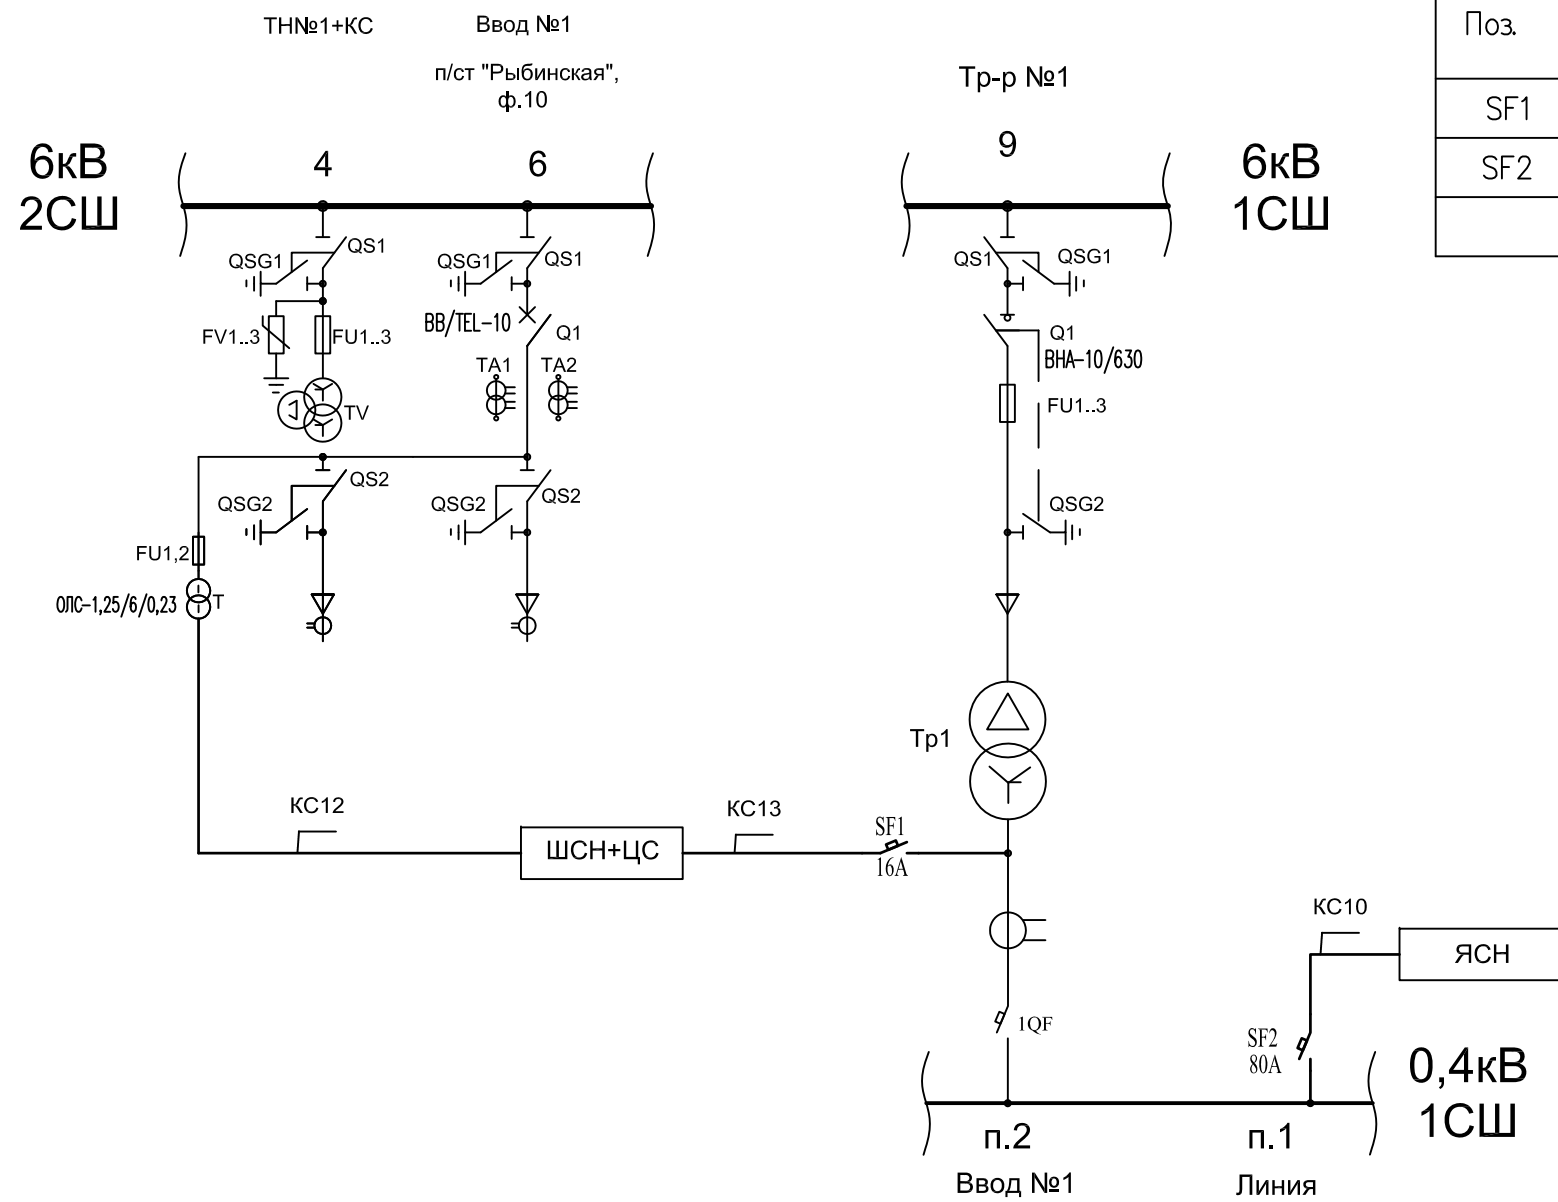 ТН№1+КС
Ввод №1
п/ст "Рыбинская",
ф.10
Тр-р №1
Поз.
SF1
SF2
6кВ
2СШ
4
6
9
6кВ
1СШ
QSG1
QS1
QSG1
QS1
QS1
QSG1
FV1..3
FU1..3
BB/TEL-10
Q1
Q1
ВНА-10/630
TA1
TA2
TV
FU1..3
QSG2
QS2
QSG2
QS2
QSG2
FU1,2
ОЛС-1,25/6/0,23
T
Тр1
КС12
ШСН+ЦС
КС13
SF1
16А
КС10
ЯСН
1QF
SF2
80А
0,4кВ
1СШ
п.2
Ввод №1
п.1
Линия